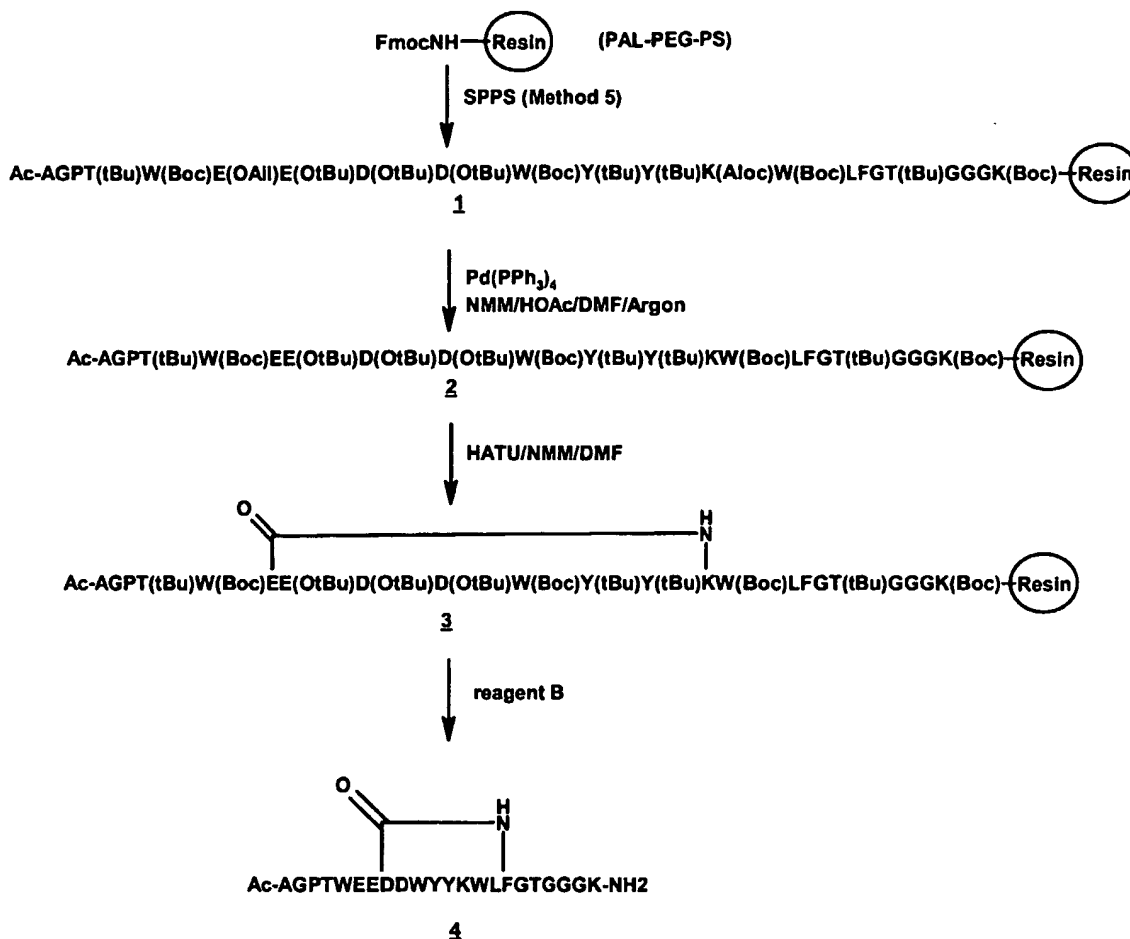 FmocNH Resin (PAL-PEG-PS)
SPPS (Method 5)
Ac-AGPT(tBu)W(Boc)E(OAll)E(OtBu)D(OtBu)D(OtBu)W(Boc)Y(tBu)Y(tBu)K(Aloc)W(Boc)LFGT(tBu)GGGK(Boc) Resin
1
Pd(PPh3)4
NMM/HOAc/DMF/Argon
Ac-AGPT(tBu)W(Boc)EE(OtBu)D(OtBu)D(OtBu)W(Boc)Y(tBu)Y(tBu)KW(Boc)LFGT(tBu)GGGK(Boc) Resin
2
HATU/NMM/DMF
O H
N
Ac-AGPT(tBu)W(Boc)EE(OtBu)D(OtBu)D(OtBu)W(Boc)Y(tBu)Y(tBu)KW(Boc)LFGT(tBu)GGGK(Boc) Resin
3
reagent B
O H
N
Ac-AGPTWEEDDWYYKWLFGTGGGK-NH2
4